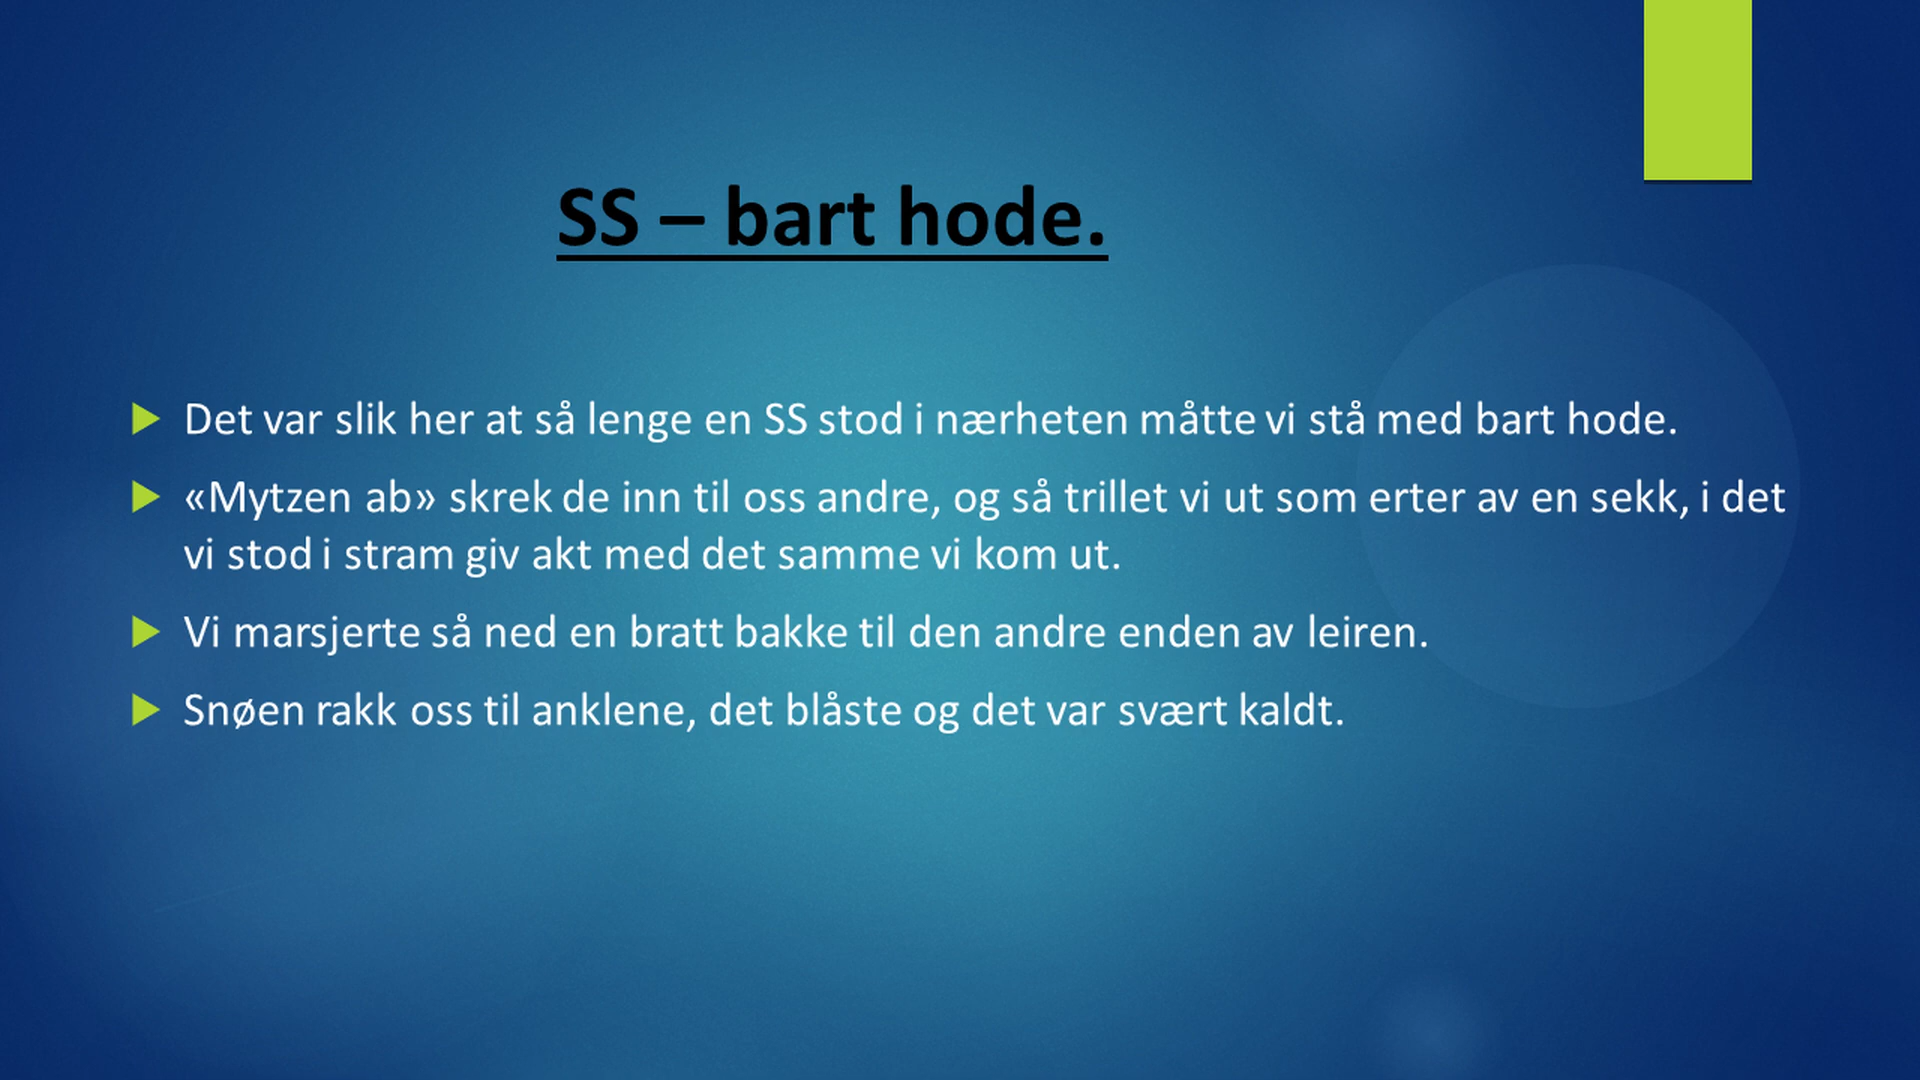 SS – bart hode.
Det var slik her at så lenge en SS stod i nærheten måtte vi stå med bart hode.
«Mytzen ab» skrek de inn til oss andre, og så trillet vi ut som erter av en sekk, i det
vi stod i stram giv akt med det samme vi kom ut.
Vi marsjerte så ned en bratt bakke til den andre enden av leiren.
Snøen rakk oss til anklene, det blåste og det var svært kaldt.